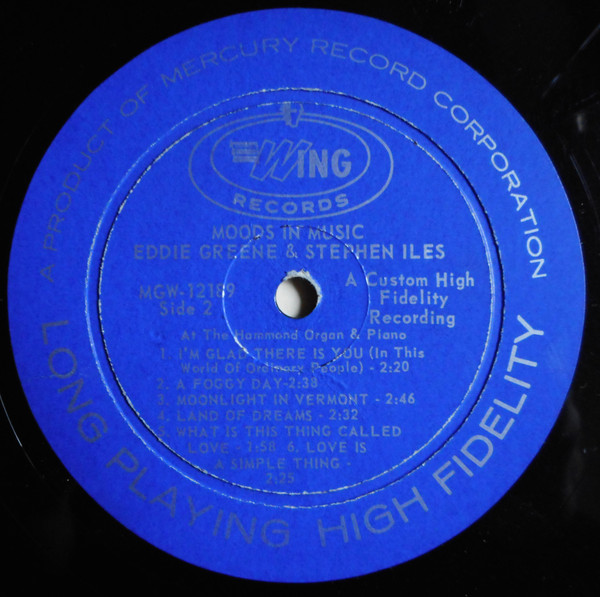 A PRODUCT OF MERCURY RECORD CORPORATION
WING
RECORDS
MOODS IN MUSIC
EDDIE GREENE & STEPHEN ILES
MGW-12189
Side 2
A Custom High
Fidelity
Recording
At The Hammond Organ & Piano
1. I'M GLAD THERE IS YOU (In This
World Of Ordinary People) - 2:20
2. A FOGGY DAY-2:38
3. MOONLIGHT IN VERMONT - 2:46
4. LAND OF DREAMS - 2:32
5. WHAT IS THIS THING CALLED
LOVE - 2:58 6. LOVE IS
A SIMPLE THING -
2:25
LONG PLAYING HIGH FIDELITY